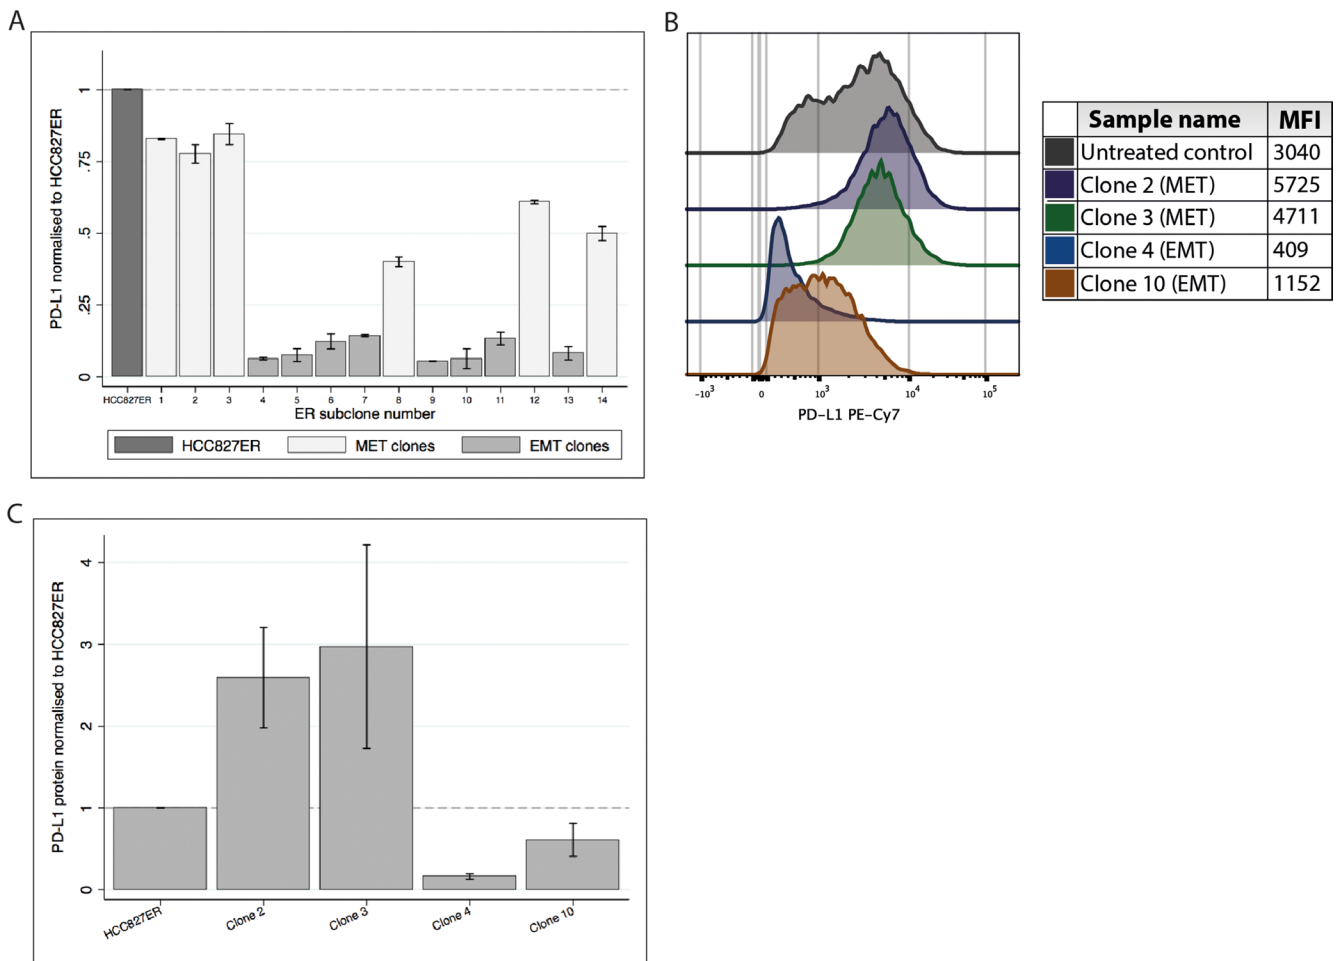 A
PD-L1 normalised to HCC827ER
1
.75
.5
.25
0
HCC827ER 1 2 3 4 5 6 7 8 9 10 11 12 13 14
ER subclone number
HCC827ER MET clones EMT clones
B
-10³ 0 10³ 10⁴ 10⁵
PD-L1 PE-Cy7
Sample name MFI
Untreated control 3040
Clone 2 (MET) 5725
Clone 3 (MET) 4711
Clone 4 (EMT) 409
Clone 10 (EMT) 1152
C
PD-L1 protein normalised to HCC827ER
4
3
2
1
0
HCC827ER Clone 2 Clone 3 Clone 4 Clone 10